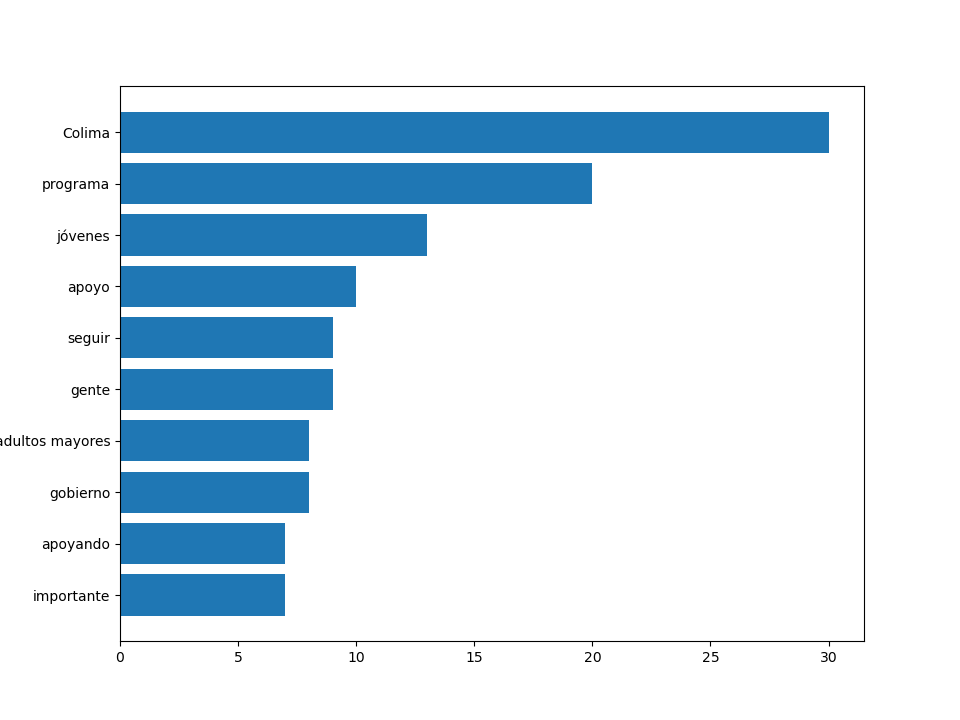 Colima
programa
jóvenes
apoyo
seguir
gente
adultos mayores
gobierno
apoyando
importante
0 5 10 15 20 25 30